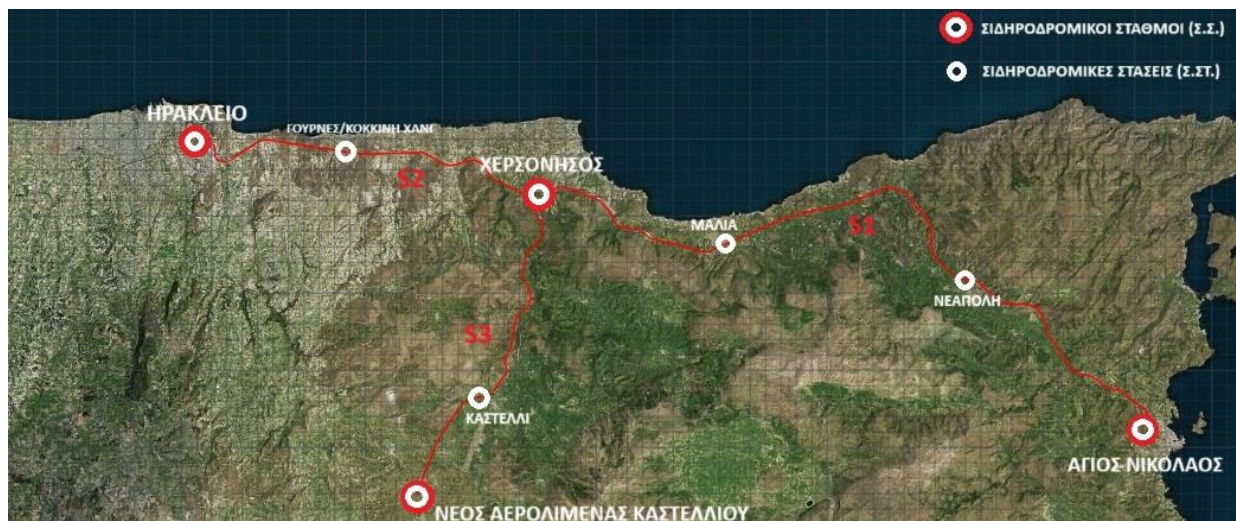 ΣΙΔΗΡΟΔΡΟΜΙΚΟΙ ΣΤΑΘΜΟΙ (Σ.Σ.)
ΣΙΔΗΡΟΔΡΟΜΙΚΕΣ ΣΤΑΣΕΙΣ (Σ.ΣΤ.)
ΗΡΑΚΛΕΙΟ
ΓΟΥΡΝΕΣ/ΚΟΚΚΙΝΗ ΧΑΝΙ
ΧΕΡΣΟΝΗΣΟΣ
S2
ΜΑΛΙΑ
S1
ΝΕΑΠΟΛΗ
S3
ΚΑΣΤΕΛΛΙ
ΑΓΙΟΣ ΝΙΚΟΛΑΟΣ
ΝΕΟΣ ΑΕΡΟΛΙΜΕΝΑΣ ΚΑΣΤΕΛΛΙΟΥ